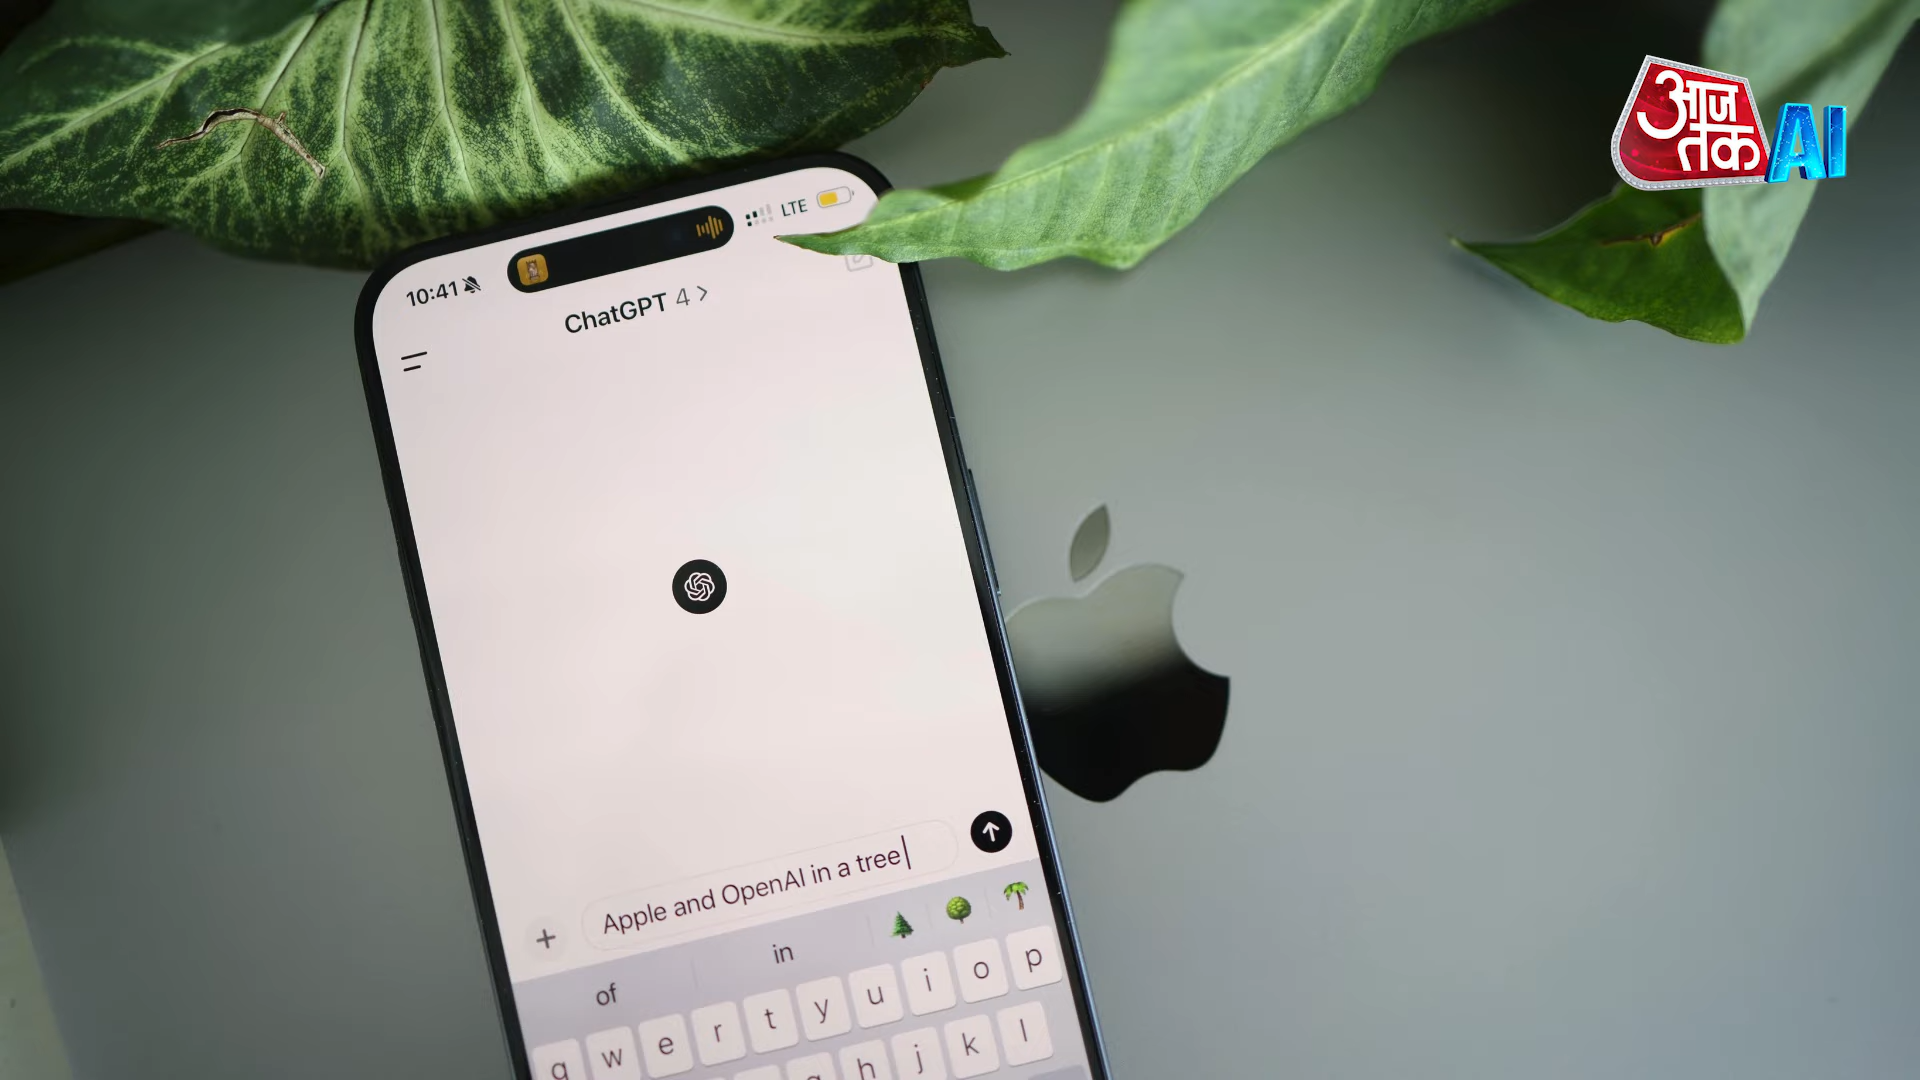 आज
तक AI
10:41
LTE
ChatGPT 4 >
Apple and OpenAI in a tree
of
in
q w e r t y u i o p
h j k l